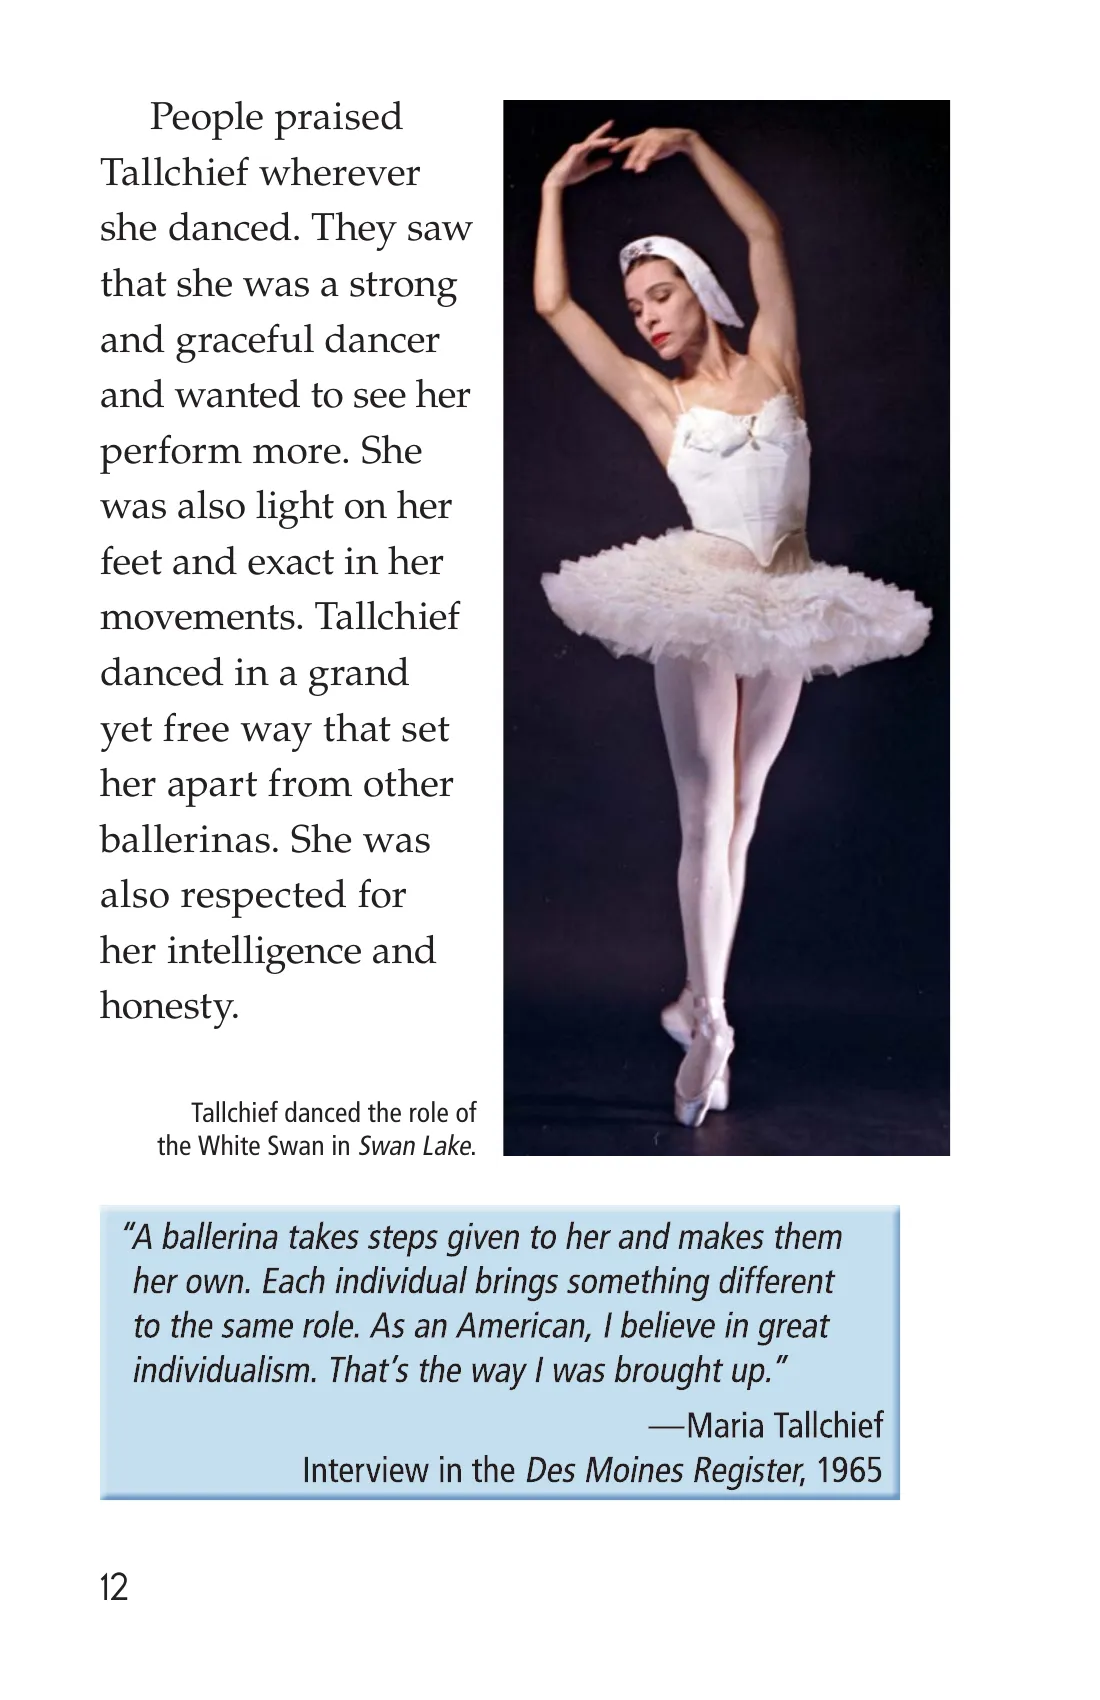 People praised
Tallchief wherever
she danced. They saw
that she was a strong
and graceful dancer
and wanted to see her
perform more. She
was also light on her
feet and exact in her
movements. Tallchief
danced in a grand
yet free way that set
her apart from other
ballerinas. She was
also respected for
her intelligence and
honesty.
Tallchief danced the role of
the White Swan in Swan Lake.
“A ballerina takes steps given to her and makes them
her own. Each individual brings something different
to the same role. As an American, I believe in great
individualism. That’s the way I was brought up.”
—Maria Tallchief
Interview in the Des Moines Register, 1965
12